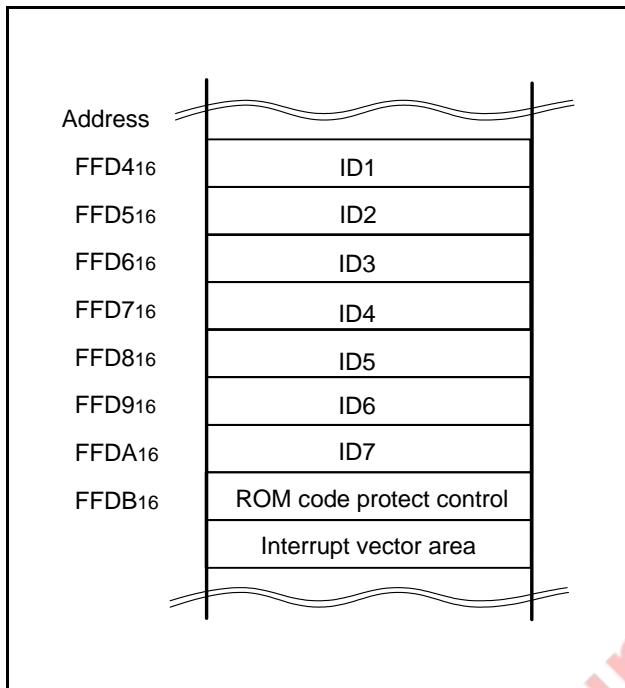 Address
FFD416 ID1
FFD516 ID2
FFD616 ID3
FFD716 ID4
FFD816 ID5
FFD916 ID6
FFDA16 ID7
FFDB16 ROM code protect control
Interrupt vector area